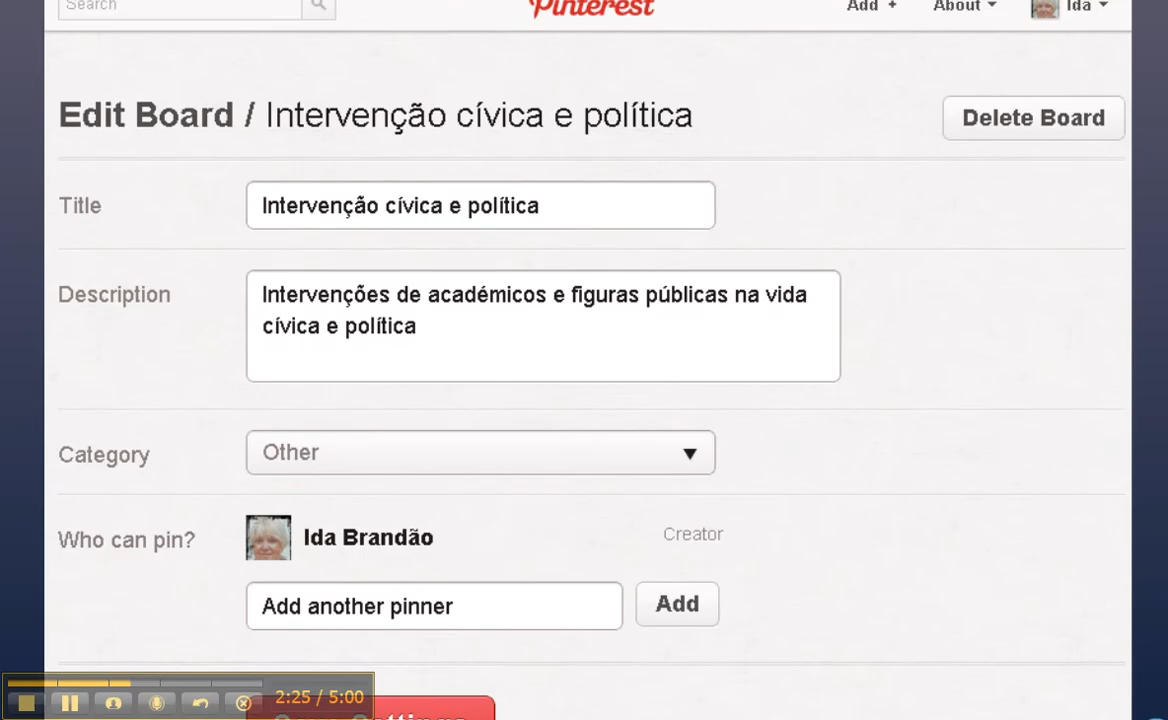 Search
Pinterest
Add +
About
Ida
Edit Board / Intervenção cívica e política
Delete Board
Title
Intervenção cívica e política
Description
Intervenções de académicos e figuras públicas na vida
cívica e política
Category
Other
Who can pin?
Ida Brandão
Creator
Add another pinner
Add
2:25 / 5:00